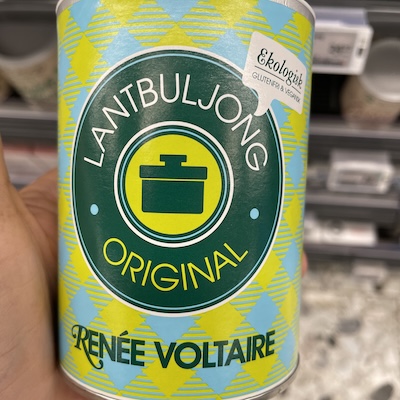 Ekologisk
GLUTENFRI & VEGANSK
LANTBULJONG
ORIGINAL
RENÉE VOLTAIRE